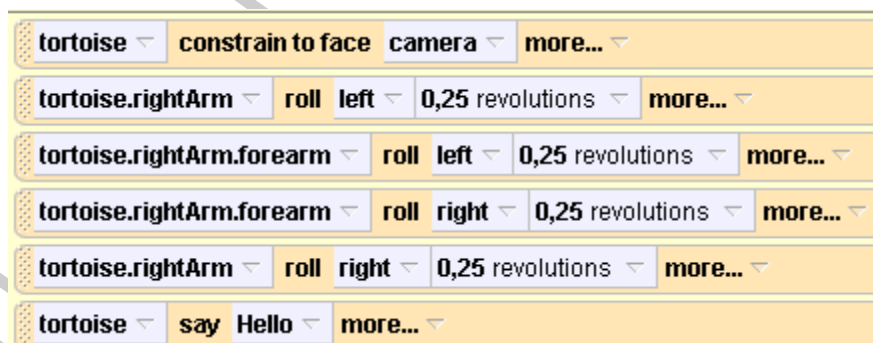 tortoise constrain to face camera more...
tortoise.rightArm roll left 0,25 revolutions more...
tortoise.rightArm.forearm roll left 0,25 revolutions more...
tortoise.rightArm.forearm roll right 0,25 revolutions more...
tortoise.rightArm roll right 0,25 revolutions more...
tortoise say Hello more...